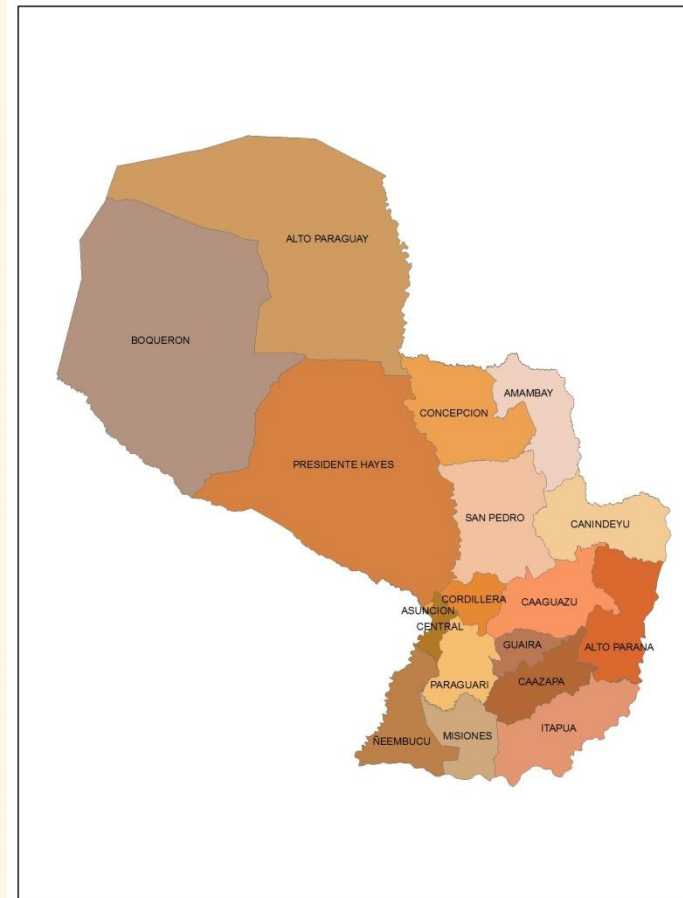 ALTO PARAGUAY
BOQUERON
AMAMBAY
CONCEPCION
PRESIDENTE HAYES
SAN PEDRO
CANINDEYU
CORDILLERA
CAAGUAZU
ASUNCION
CENTRAL
GUAIRA
ALTO PARANA
CAAZAPA
PARAGUARI
ITAPUA
MISIONES
ÑEEMBUCU